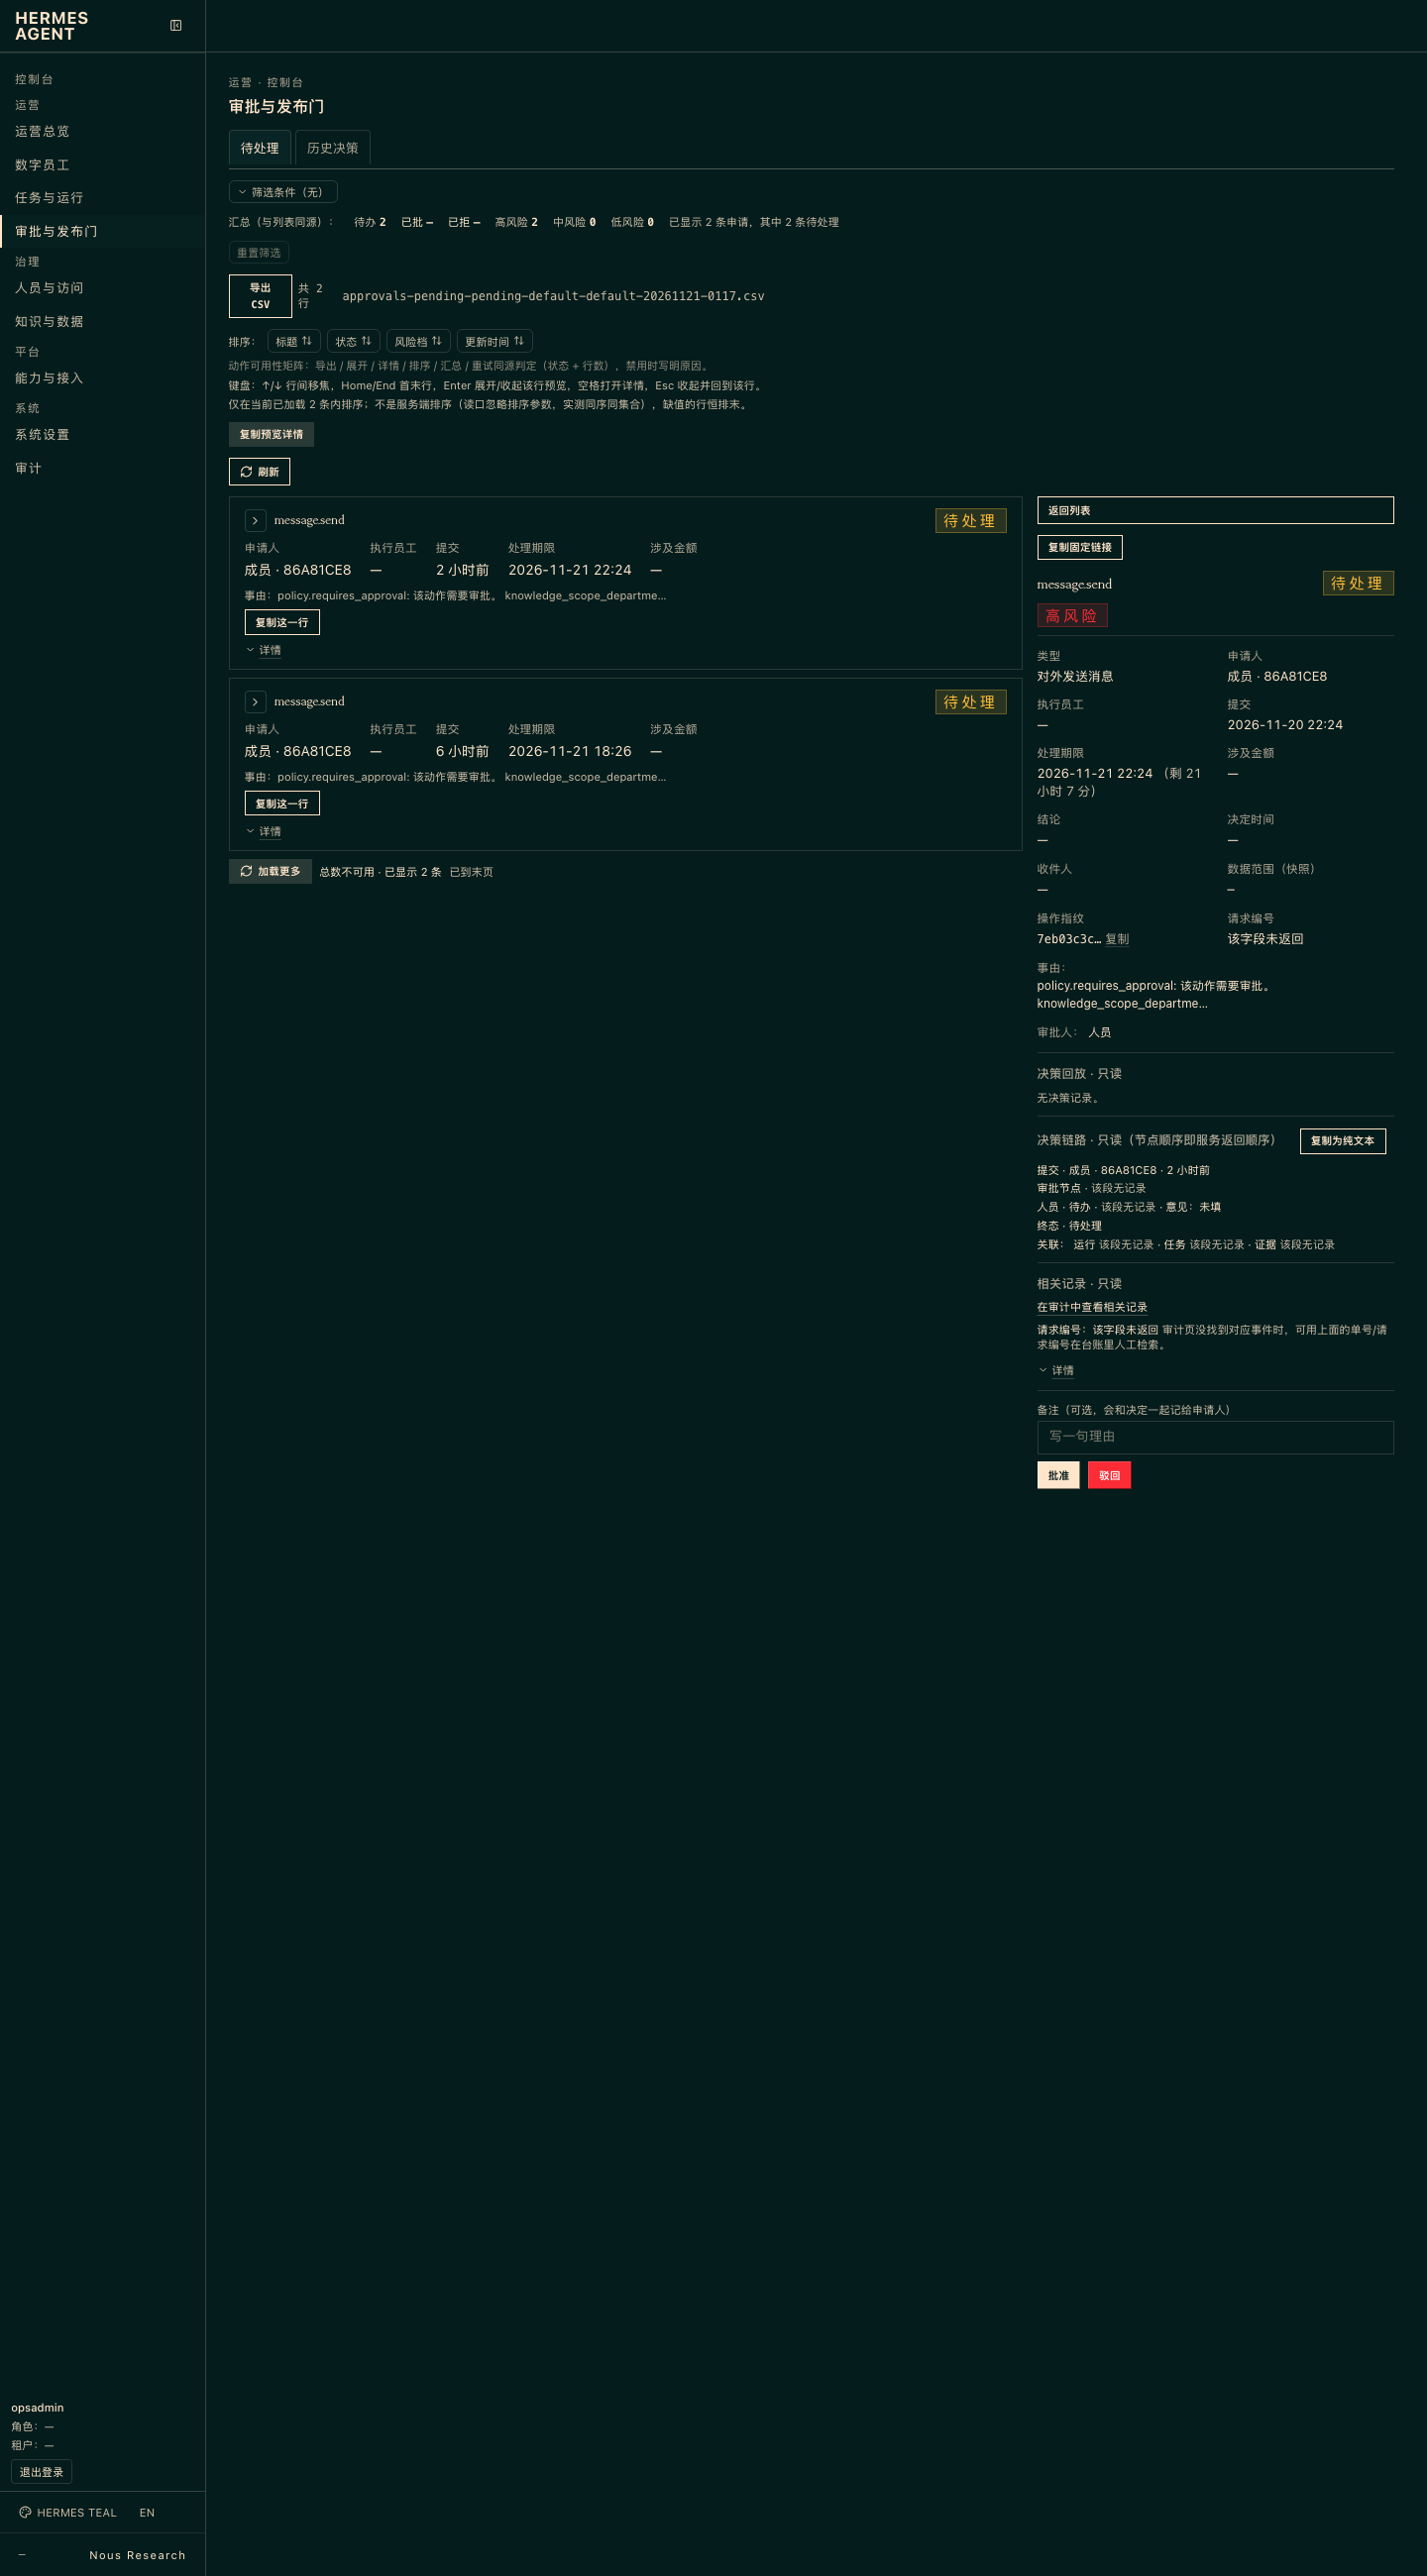 HERMES
AGENT
控制台
运营
运营总览
数字员工
任务与运行
审批与发布门
治理
人员与访问
知识与数据
平台
能力与接入
系统
系统设置
审计
opsadmin
角色：—
租户：—
退出登录
HERMES TEAL EN
— Nous Research
运营 · 控制台
审批与发布门
待处理 历史决策
筛选条件（无）
汇总（与列表同源）： 待办 2 已批 — 已拒 — 高风险 2 中风险 0 低风险 0 已显示 2 条申请，其中 2 条待处理
重置筛选
导出 CSV 共 2 行 approvals-pending-pending-default-default-20261121-0117.csv
排序： 标题 ↑↓ 状态 ↑↓ 风险档 ↑↓ 更新时间 ↑↓
动作可用性矩阵：导出 / 展开 / 详情 / 排序 / 汇总 / 重试同源判定（状态 + 行数），禁用时写明原因。
键盘：↑/↓ 行间移焦，Home/End 首末行，Enter 展开/收起该行预览，空格打开详情，Esc 收起并回到该行。
仅在当前已加载 2 条内排序；不是服务端排序（读口忽略排序参数，实测同序同集合），缺值的行恒排末。
复制预览详情
刷新
message.send 待处理
申请人 执行员工 提交 处理期限 涉及金额
成员 · 86A81CE8 — 2 小时前 2026-11-21 22:24 —
事由：policy.requires_approval: 该动作需要审批。 knowledge_scope_departme…
复制这一行
详情
message.send 待处理
申请人 执行员工 提交 处理期限 涉及金额
成员 · 86A81CE8 — 6 小时前 2026-11-21 18:26 —
事由：policy.requires_approval: 该动作需要审批。 knowledge_scope_departme…
复制这一行
详情
加载更多 总数不可用 · 已显示 2 条 已到末页
返回列表
复制固定链接
message.send 待处理
高风险
类型 申请人
对外发送消息 成员 · 86A81CE8
执行员工 提交
— 2026-11-20 22:24
处理期限 涉及金额
2026-11-21 22:24 （剩 21 —
小时 7 分）
结论 决定时间
— —
收件人 数据范围（快照）
— —
操作指纹 请求编号
7eb03c3c… 复制 该字段未返回
事由：
policy.requires_approval: 该动作需要审批。
knowledge_scope_departme…
审批人： 人员
决策回放 · 只读
无决策记录。
决策链路 · 只读（节点顺序即服务返回顺序） 复制为纯文本
提交 · 成员 · 86A81CE8 · 2 小时前
审批节点 · 该段无记录
人员 · 待办 · 该段无记录 · 意见：未填
终态 · 待处理
关联： 运行 该段无记录 · 任务 该段无记录 · 证据 该段无记录
相关记录 · 只读
在审计中查看相关记录
请求编号：该字段未返回 审计页没找到对应事件时，可用上面的单号/请
求编号在台账里人工检索。
详情
备注（可选，会和决定一起记给申请人）
写一句理由
批准 驳回